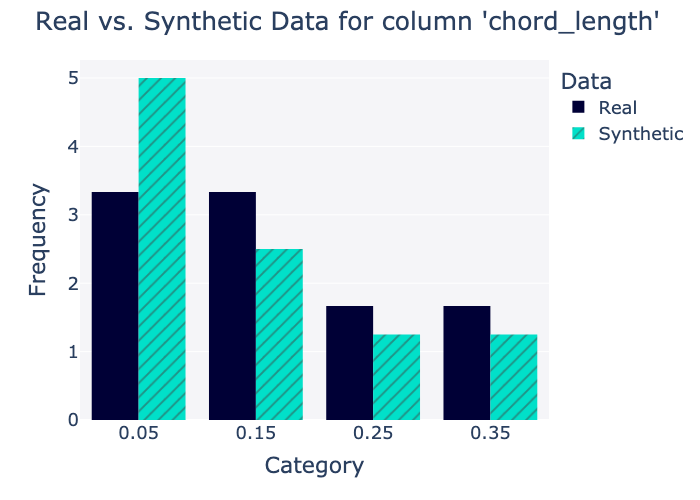 Real vs. Synthetic Data for column 'chord_length'
Data
Real
Synthetic
Frequency
5
4
3
2
1
0
0.05 0.15 0.25 0.35
Category